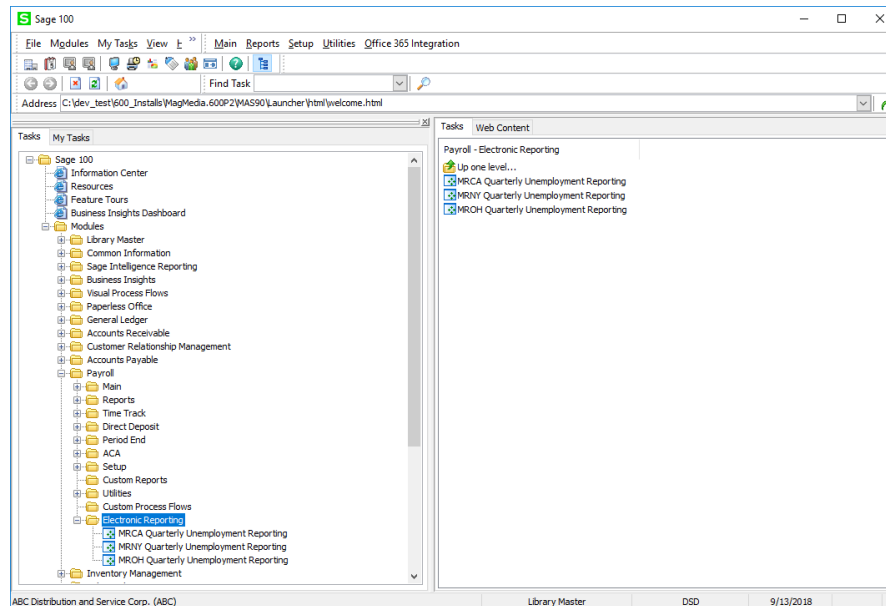 Sage 100
File Modules My Tasks View H » Main Reports Setup Utilities Office 365 Integration
Find Task
Address C:\dev_test\600_Installs\MagMedia.600P2\MAS90\Launcher\html\welcome.html
Tasks My Tasks
Sage 100
Information Center
Resources
Feature Tours
Business Insights Dashboard
Modules
Library Master
Common Information
Sage Intelligence Reporting
Business Insights
Visual Process Flows
Paperless Office
General Ledger
Accounts Receivable
Customer Relationship Management
Accounts Payable
Payroll
Main
Reports
Time Track
Direct Deposit
Period End
ACA
Setup
Custom Reports
Utilities
Custom Process Flows
Electronic Reporting
MRCA Quarterly Unemployment Reporting
MRNY Quarterly Unemployment Reporting
MROH Quarterly Unemployment Reporting
Inventory Management
Tasks Web Content
Payroll - Electronic Reporting
Up one level...
MRCA Quarterly Unemployment Reporting
MRNY Quarterly Unemployment Reporting
MROH Quarterly Unemployment Reporting
ABC Distribution and Service Corp. (ABC) Library Master DSD 9/13/2018